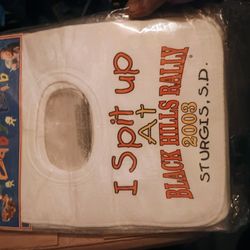 I Spit up
At
BLACK HILLS RALLY
2003
STURGIS, S.D.